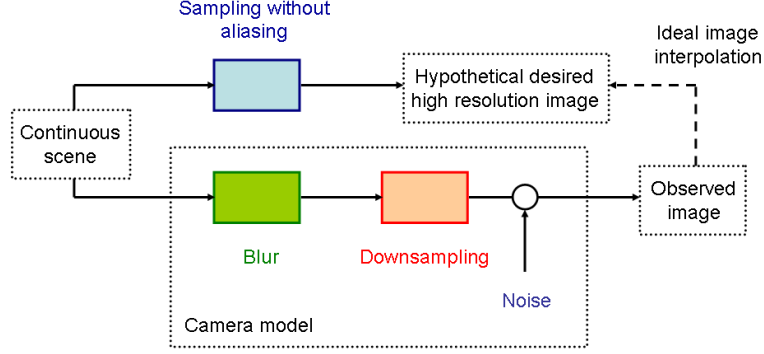 Sampling without
aliasing
Ideal image
interpolation
Hypothetical desired
high resolution image
Continuous
scene
Observed
image
Blur
Downsampling
Noise
Camera model